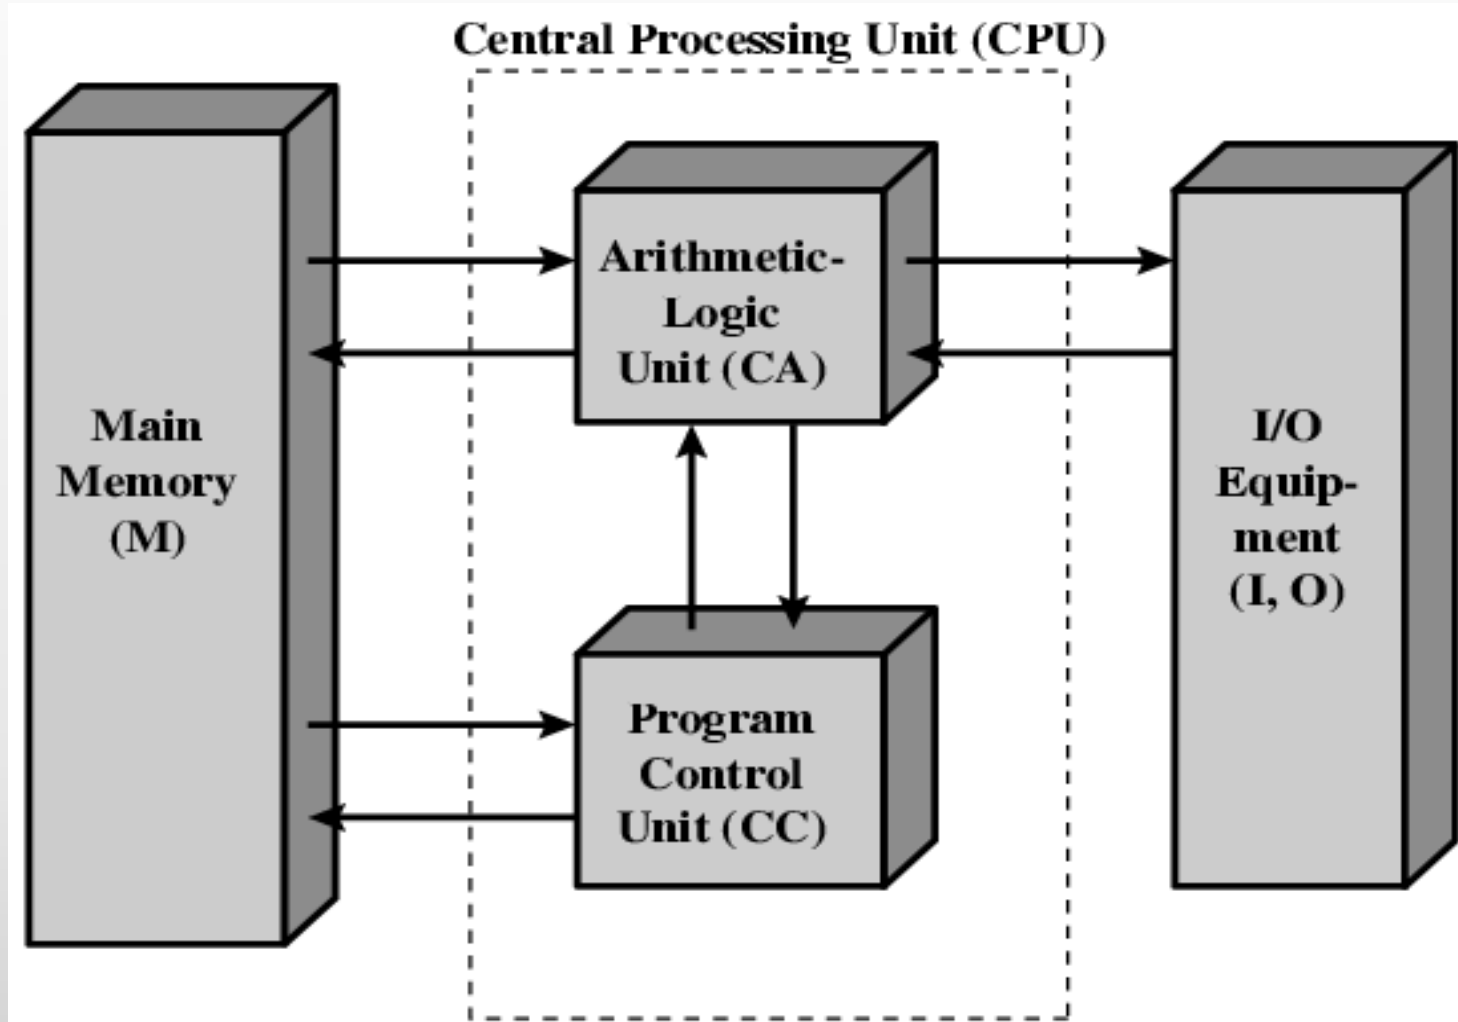 Central Processing Unit (CPU)
Main
Memory
(M)
Arithmetic-
Logic
Unit (CA)
Program
Control
Unit (CC)
I/O
Equip-
ment
(I, O)